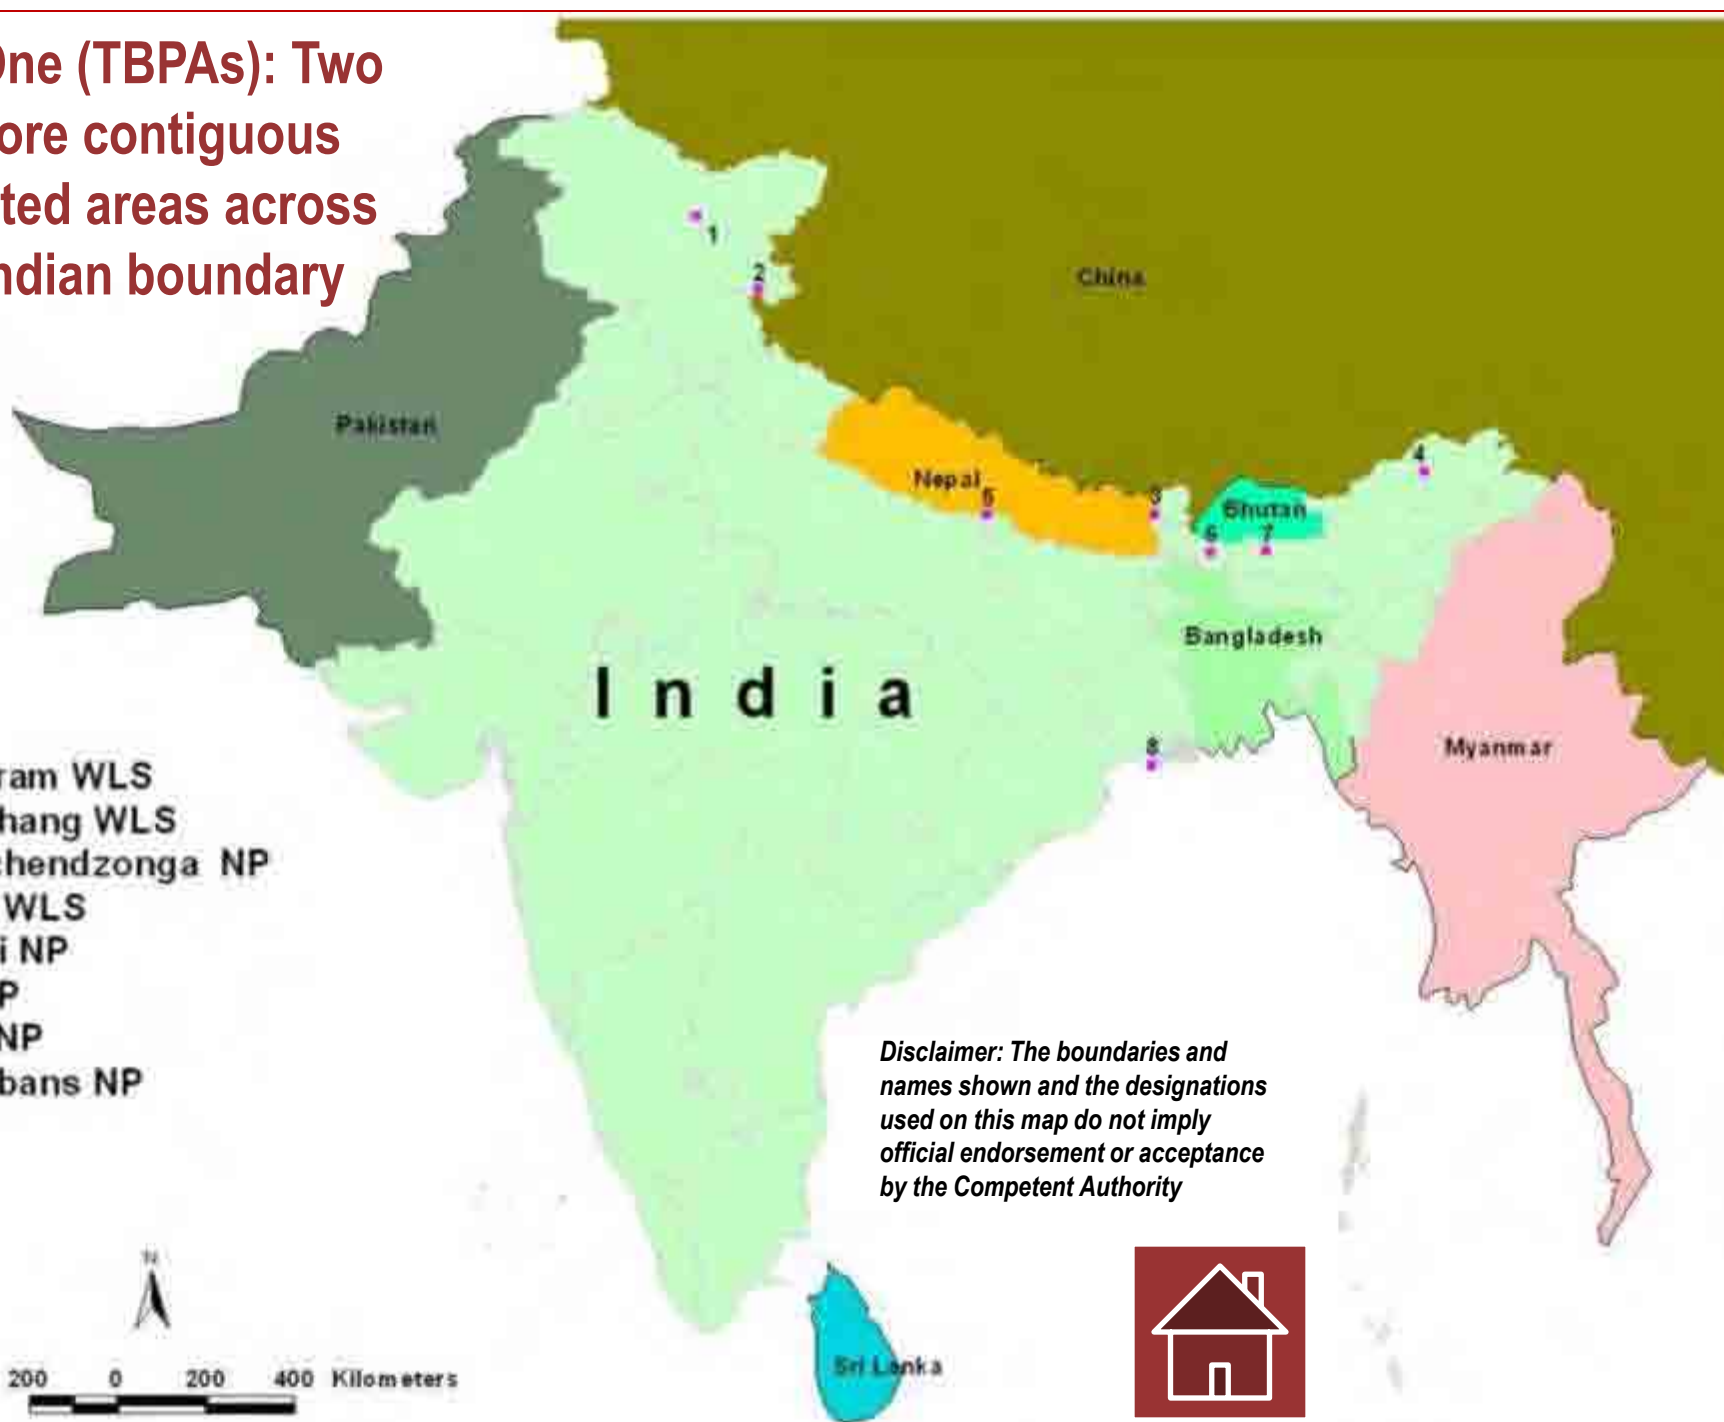 One (TBPAs): Two
ore contiguous
ted areas across
ndian boundary
1
2
China
Pakistan
Nepal
5
3
4
Bhutan
6
7
Bangladesh
India
8
Myanmar
ram WLS
hang WLS
chendzonga NP
WLS
i NP
P
NP
bans NP
Disclaimer: The boundaries and
names shown and the designations
used on this map do not imply
official endorsement or acceptance
by the Competent Authority
N
200 0 200 400 Kilometers
Sri Lanka